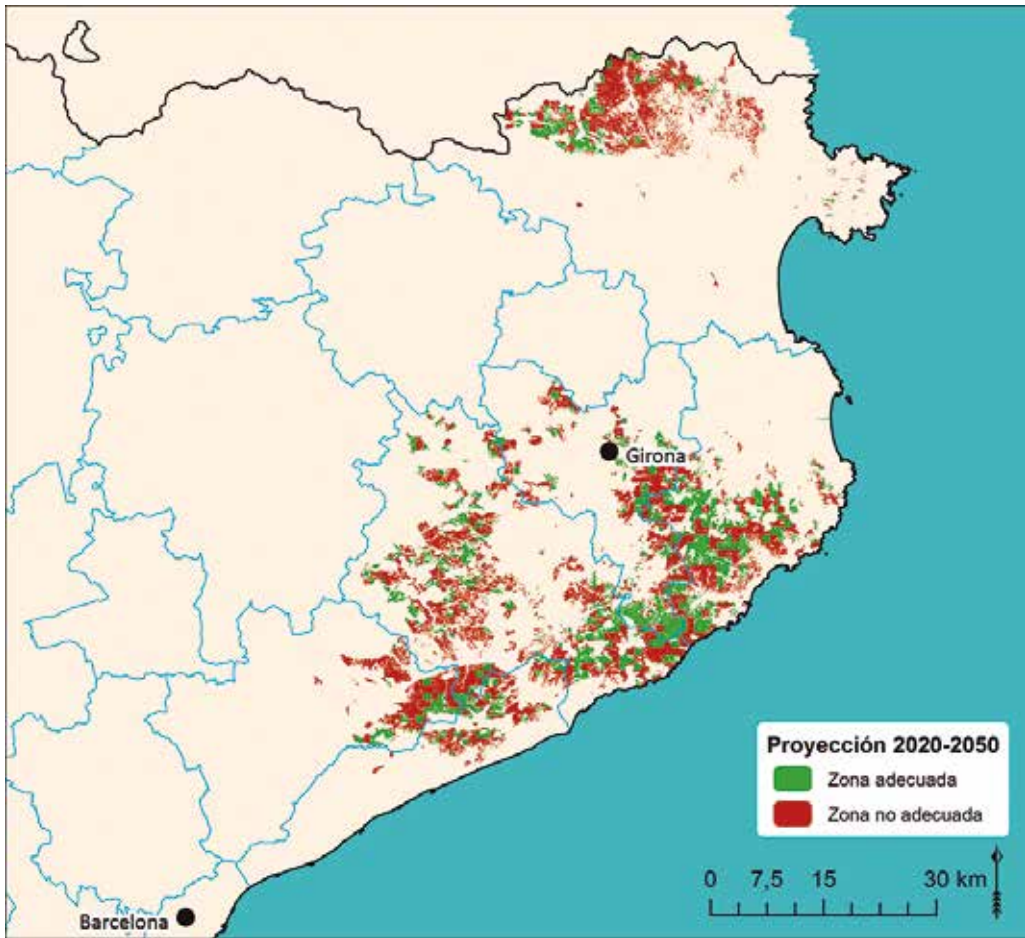 Girona
Proyección 2020-2050
Zona adecuada
Zona no adecuada
0 7,5 15 30 km
Barcelona